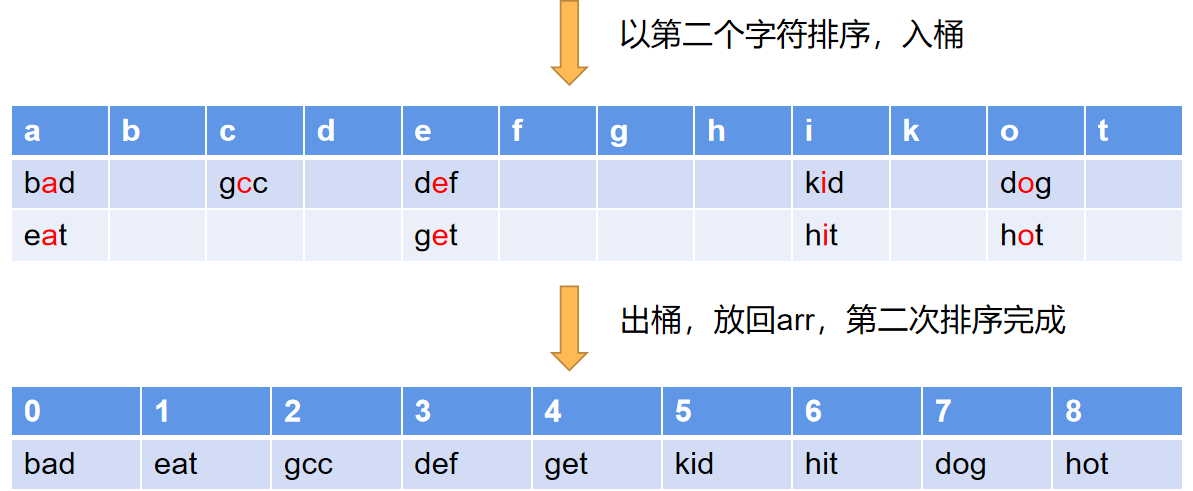 以第二个字符排序，入桶
a b c d e f g h i k o t
bad gcc def kid dog
eat get hit hot
出桶，放回arr，第二次排序完成
0 1 2 3 4 5 6 7 8
bad eat gcc def get kid hit dog hot